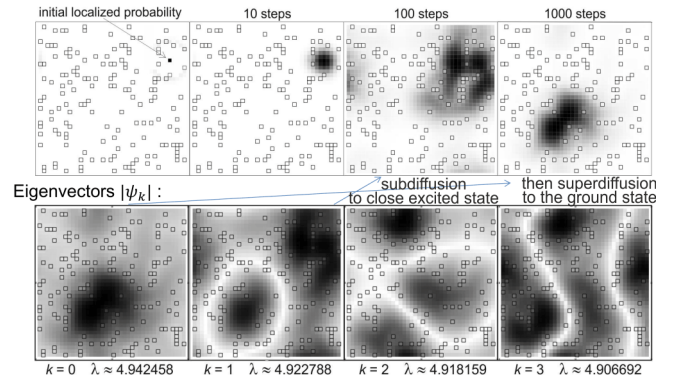 initial localized probability
10 steps
100 steps
1000 steps
Eigenvectors |ψₖ| :
subdiffusion
to close excited state
then superdiffusion
to the ground state
k = 0 λ ≈ 4.942458
k = 1 λ ≈ 4.922788
k = 2 λ ≈ 4.918159
k = 3 λ ≈ 4.906692